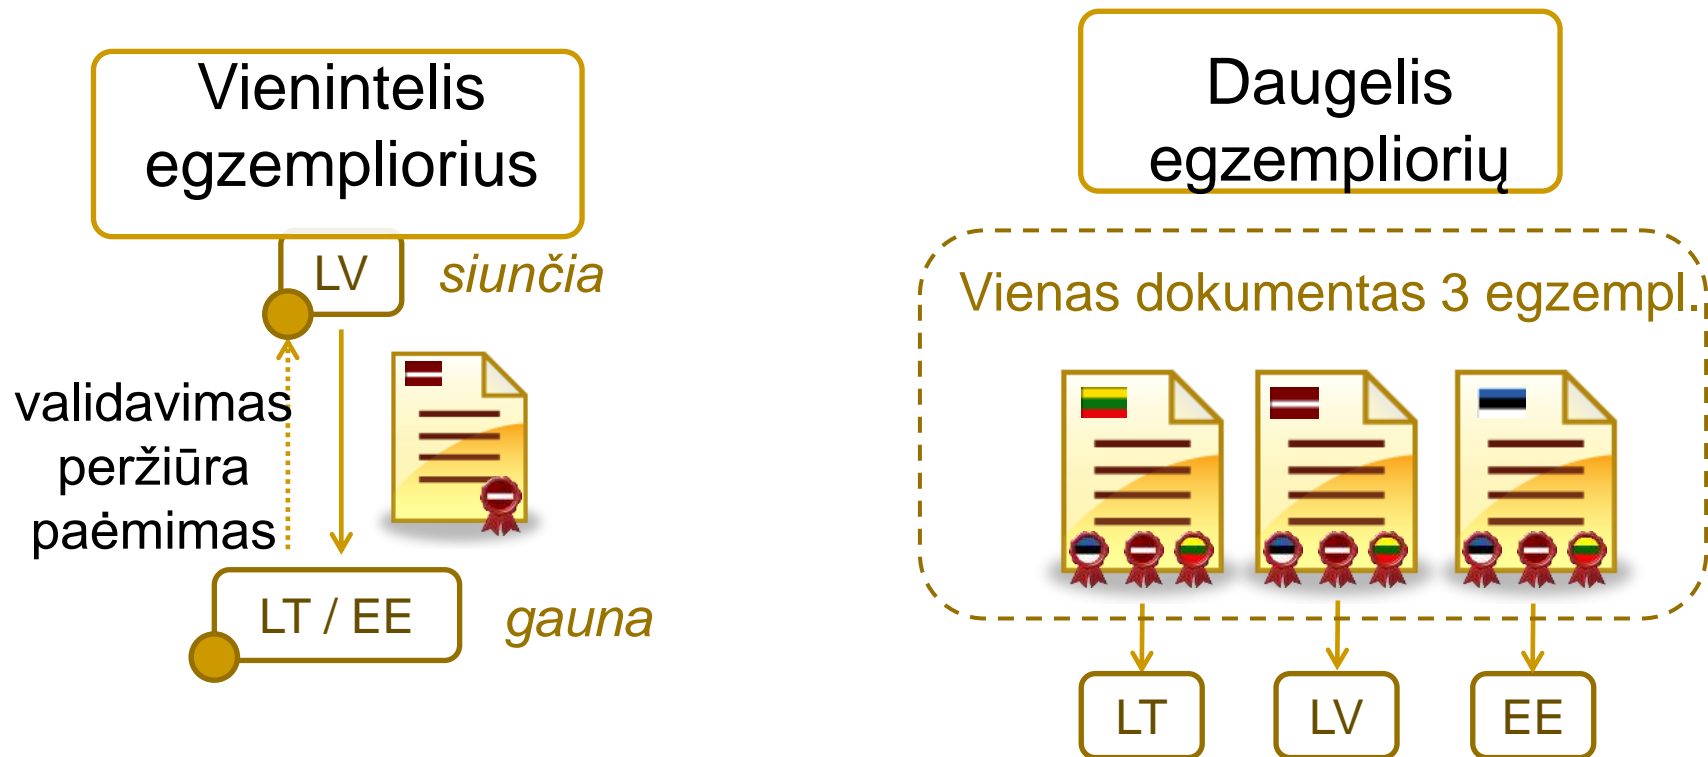 Vienintelis
egzempliorius
LV
siunčia
validavimas
peržiūra
paėmimas
LT / EE
gauna
Daugelis
egzempliorių
Vienas dokumentas 3 egzempl.
LT
LV
EE